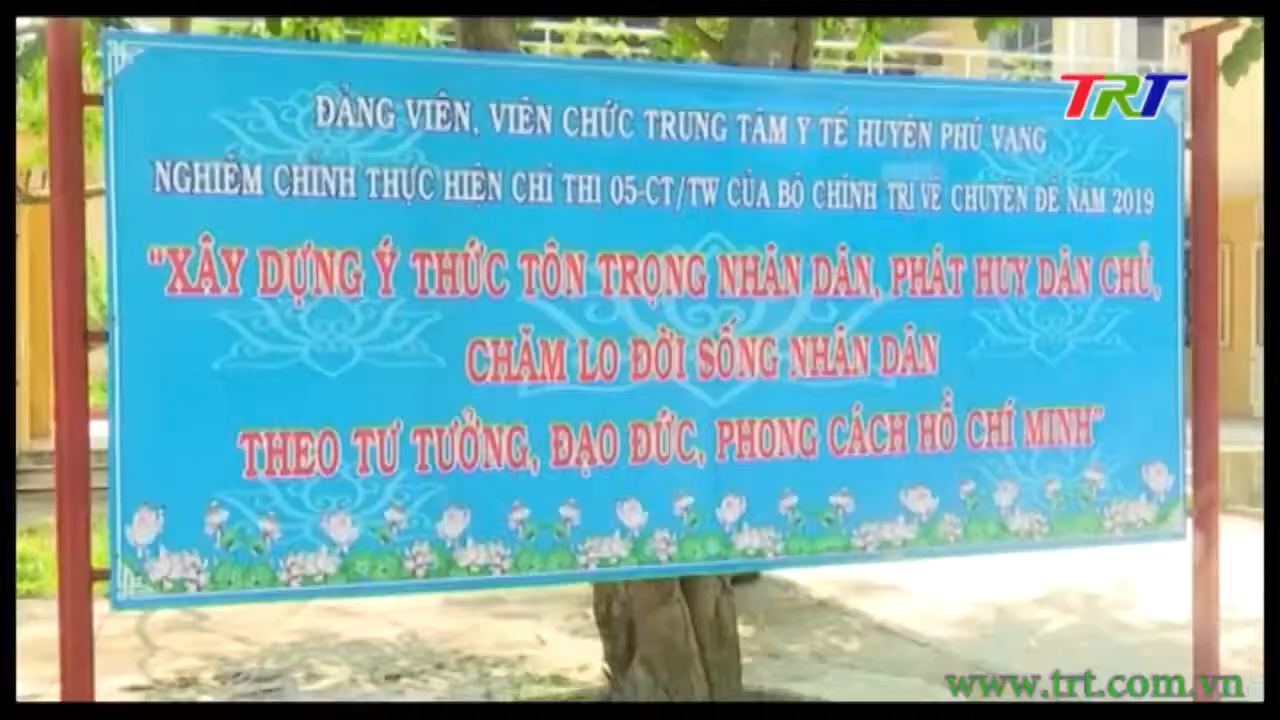 TRT
ĐẢNG VIÊN, VIÊN CHỨC TRUNG TÂM Y TẾ HUYỆN PHÚ VANG
NGHIÊM CHỈNH THỰC HIỆN CHỈ THỊ 05-CT/TW CỦA BỘ CHÍNH TRỊ VỀ CHUYÊN ĐỀ NĂM 2019
"XÂY DỰNG Ý THỨC TÔN TRỌNG NHÂN DÂN, PHÁT HUY DÂN CHỦ,
CHĂM LO ĐỜI SỐNG NHÂN DÂN
THEO TƯ TƯỞNG, ĐẠO ĐỨC, PHONG CÁCH HỒ CHÍ MINH"
www.trt.com.vn